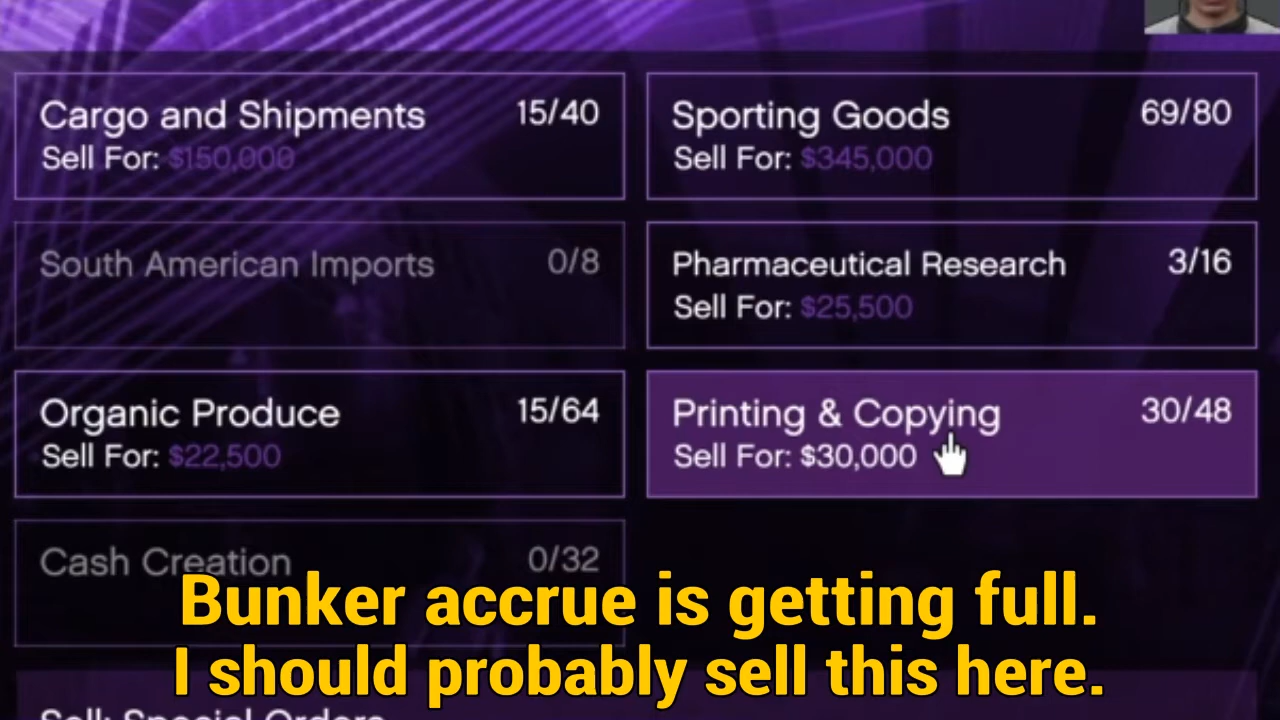 Cargo and Shipments 15/40
Sell For: $150,000
Sporting Goods 69/80
Sell For: $345,000
South American Imports 0/8
Pharmaceutical Research 3/16
Sell For: $25,500
Organic Produce 15/64
Sell For: $22,500
Printing & Copying 30/48
Sell For: $30,000
Cash Creation 0/32
Bunker accrue is getting full.
I should probably sell this here.
Sell: Special Orders